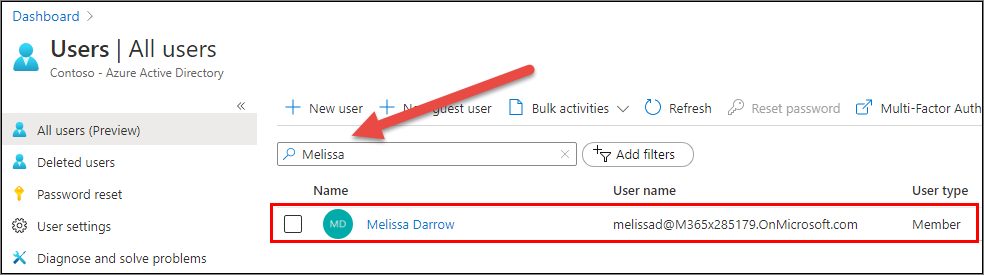 Dashboard >
Users | All users
Contoso - Azure Active Directory
«
All users (Preview)
Deleted users
Password reset
User settings
Diagnose and solve problems
New user
New guest user
Bulk activities
Refresh
Reset password
Multi-Factor Auth
Melissa
Add filters
Name User name User type
MD Melissa Darrow melissad@M365x285179.OnMicrosoft.com Member